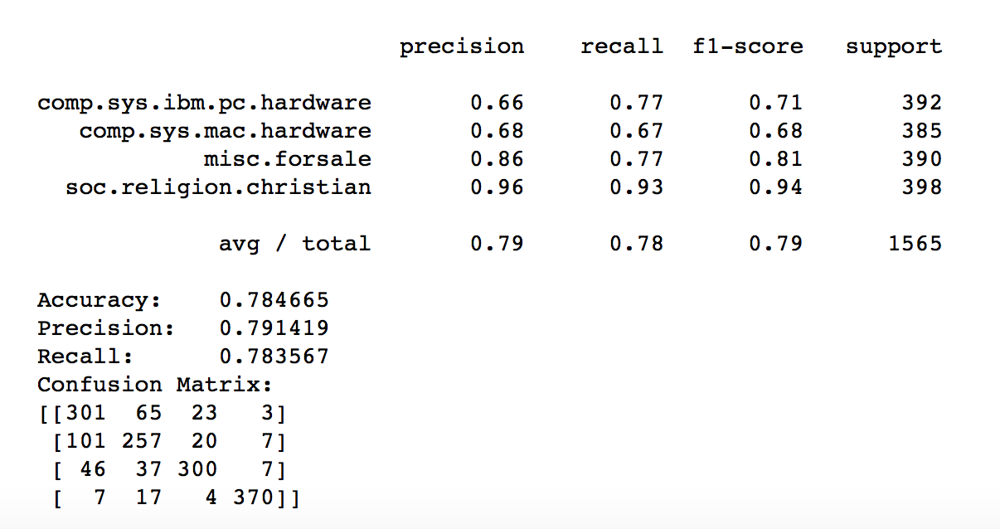 precision recall f1-score support
comp.sys.ibm.pc.hardware 0.66 0.77 0.71 392
comp.sys.mac.hardware 0.68 0.67 0.68 385
misc.forsale 0.86 0.77 0.81 390
soc.religion.christian 0.96 0.93 0.94 398
avg / total 0.79 0.78 0.79 1565
Accuracy: 0.784665
Precision: 0.791419
Recall: 0.783567
Confusion Matrix:
[[301 65 23 3]
[101 257 20 7]
[ 46 37 300 7]
[ 7 17 4 370]]